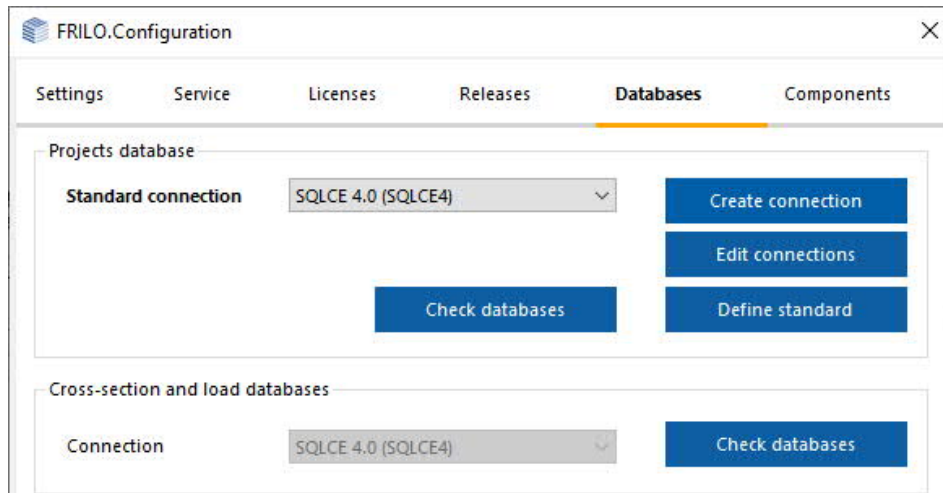 FRILO.Configuration
Settings Service Licenses Releases Databases Components
Projects database
Standard connection SQLCE 4.0 (SQLCE4) Create connection
Edit connections
Check databases Define standard
Cross-section and load databases
Connection SQLCE 4.0 (SQLCE4) Check databases